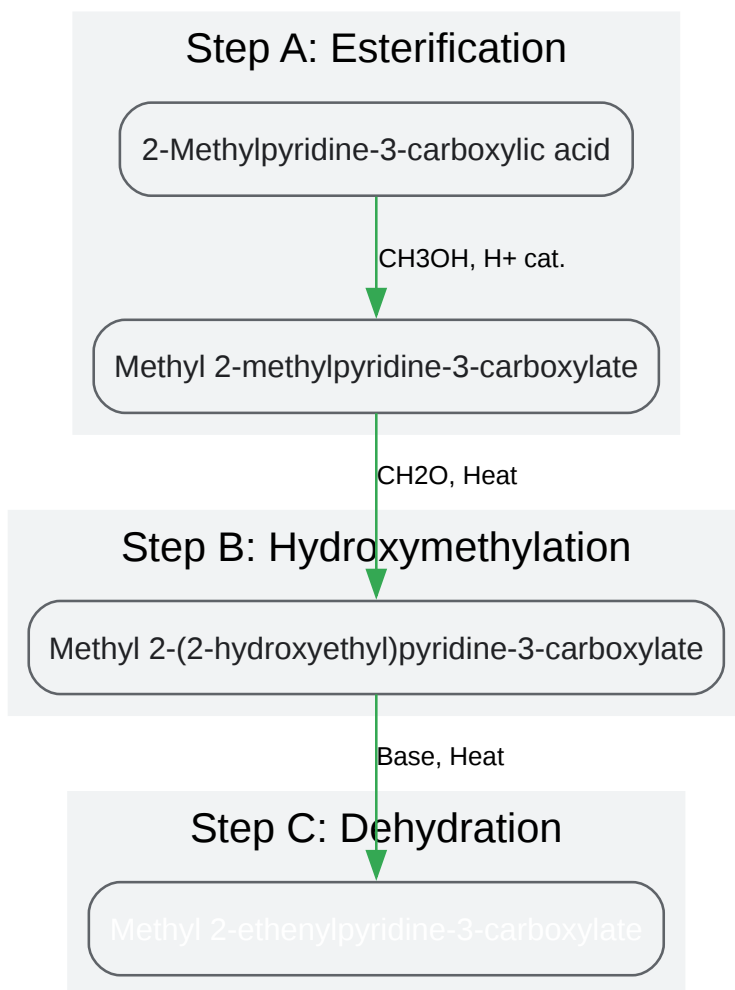 Step A: Esterification
2-Methylpyridine-3-carboxylic acid
CH3OH, H+ cat.
Methyl 2-methylpyridine-3-carboxylate
CH2O, Heat
Step B: Hydroxymethylation
Methyl 2-(2-hydroxyethyl)pyridine-3-carboxylate
Base, Heat
Step C: Dehydration
Methyl 2-ethenylpyridine-3-carboxylate